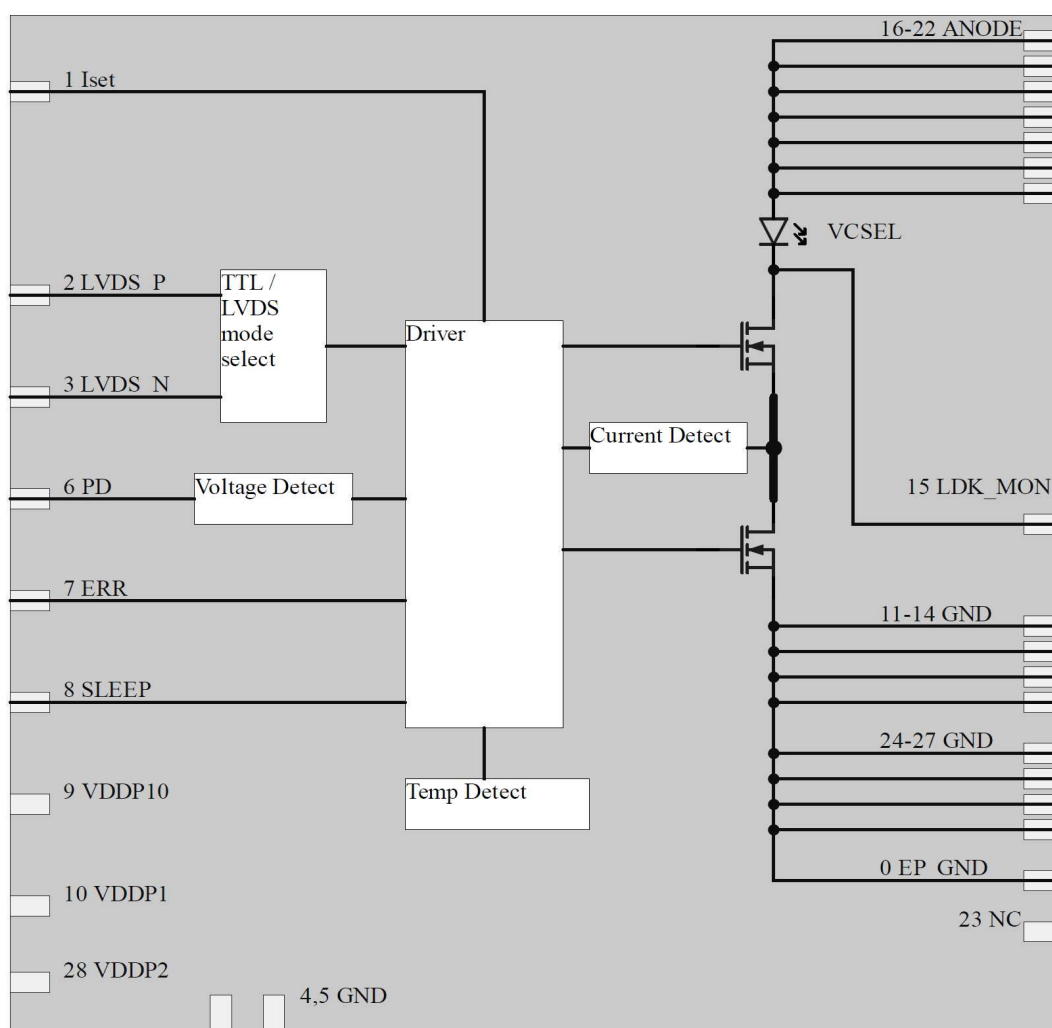 16-22 ANODE
1 Iset
VCSEL
2 LVDS_P
TTL /
LVDS
mode
select
Driver
3 LVDS_N
Current Detect
6 PD
Voltage Detect
15 LDK_MON
7 ERR
11-14 GND
8 SLEEP
24-27 GND
Temp Detect
9 VDDP10
0 EP_GND
10 VDDP1
23 NC
28 VDDP2
4,5 GND